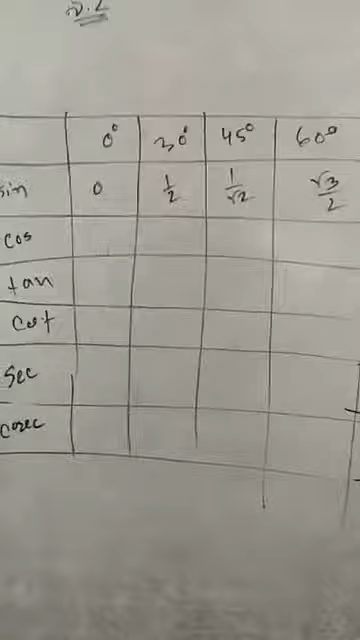 0° 30° 45° 60°
sin 0 1/2 1/√2 √3/2
cos
tan
cot
sec
cosec